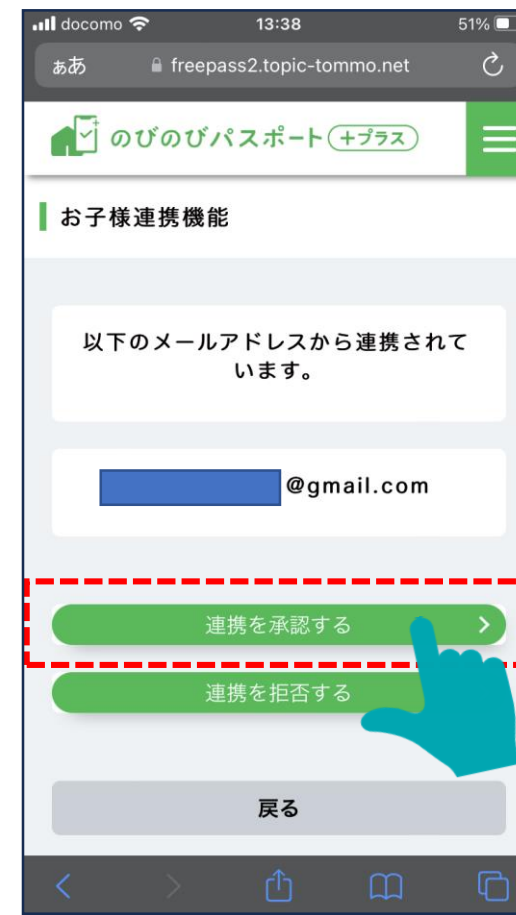 docomo 13:38 51%
ぁあ freepass2.topic-tommo.net
のびのびパスポート +プラス
お子様連携機能
以下のメールアドレスから連携されて
います。
@gmail.com
連携を承認する
連携を拒否する
戻る